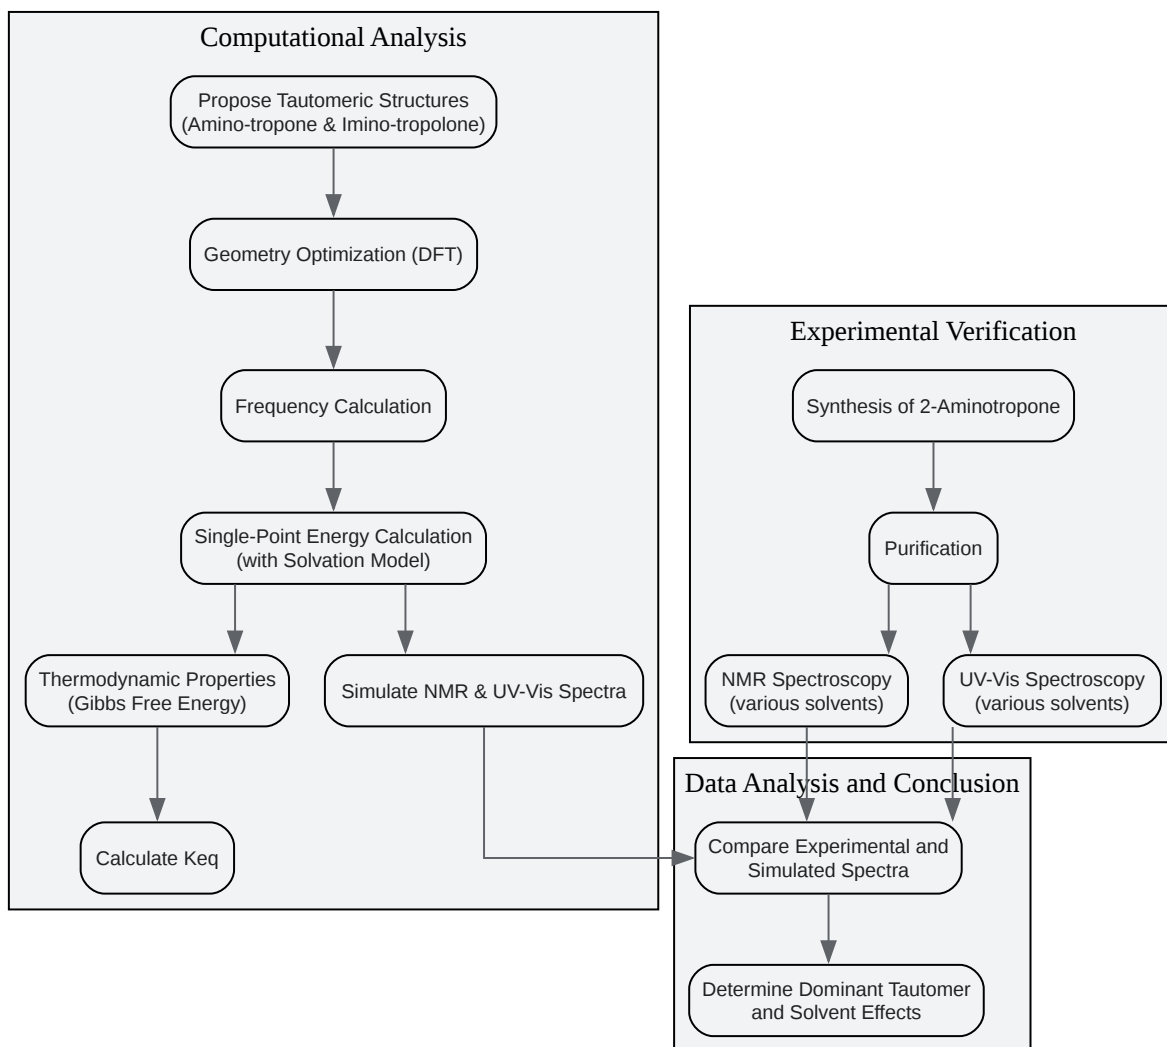 Computational Analysis
Propose Tautomeric Structures
(Amino-tropone & Imino-tropolone)
Geometry Optimization (DFT)
Frequency Calculation
Single-Point Energy Calculation
(with Solvation Model)
Thermodynamic Properties
(Gibbs Free Energy)
Simulate NMR & UV-Vis Spectra
Calculate Keq
Experimental Verification
Synthesis of 2-Aminotropone
Purification
NMR Spectroscopy
(various solvents)
UV-Vis Spectroscopy
(various solvents)
Data Analysis and Conclusion
Compare Experimental and
Simulated Spectra
Determine Dominant Tautomer
and Solvent Effects